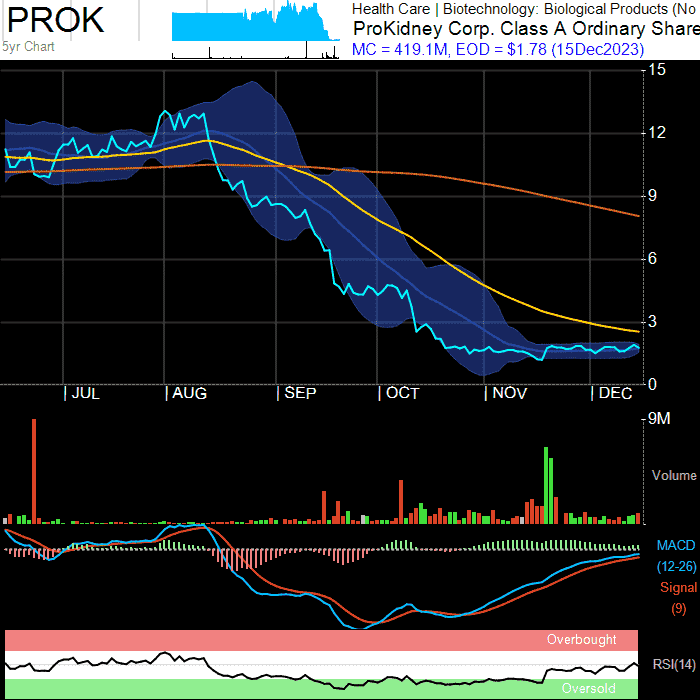 PROK
5yr Chart
Health Care | Biotechnology: Biological Products (No
ProKidney Corp. Class A Ordinary Share
MC = 419.1M, EOD = $1.78 (15Dec2023)
15
12
9
6
3
0
| JUL | AUG | SEP | OCT | NOV | DEC
9M
Volume
MACD
(12-26)
Signal
(9)
Overbought
RSI(14)
Oversold